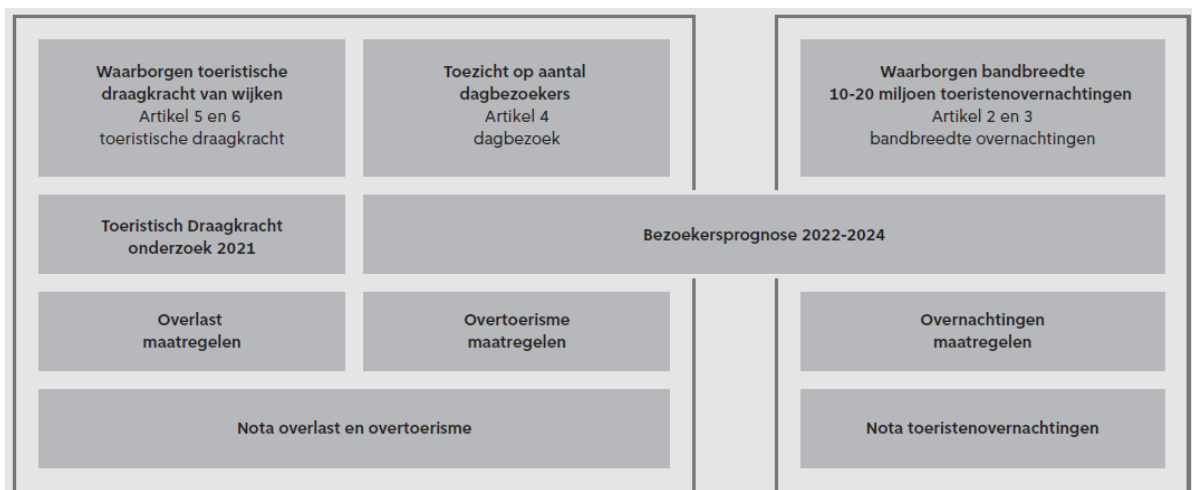 Waarborgen toeristische
draagkracht van wijken
Artikel 5 en 6
toeristische draagkracht
Toezicht op aantal
dagbezoekers
Artikel 4
dagbezoek
Waarborgen bandbreedte
10-20 miljoen toeristenovernachtingen
Artikel 2 en 3
bandbreedte overnachtingen
Toeristisch Draagkracht
onderzoek 2021
Bezoekersprognose 2022-2024
Overlast
maatregelen
Overtoerisme
maatregelen
Overnachtingen
maatregelen
Nota overlast en overtoerisme
Nota toeristenovernachtingen